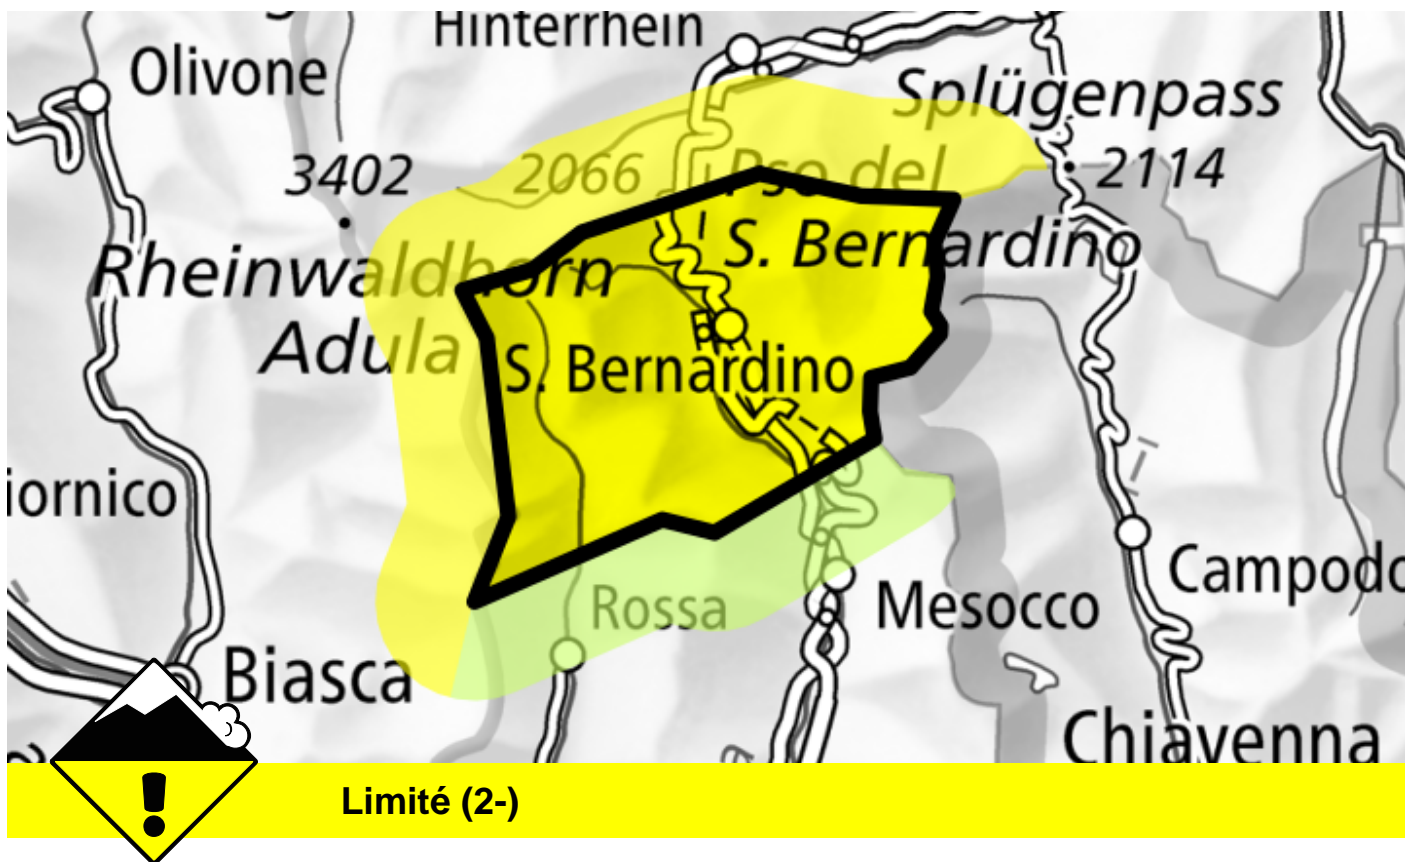 Hinterrhein
Olivone
Splügenpass
3402
2066
Pso del
2114
S. Bernardino
Rheinwaldhorn
Adula
S. Bernardino
iornico
Campodo
Rossa
Mesocco
Biasca
Chiavenna
Limité (2-)